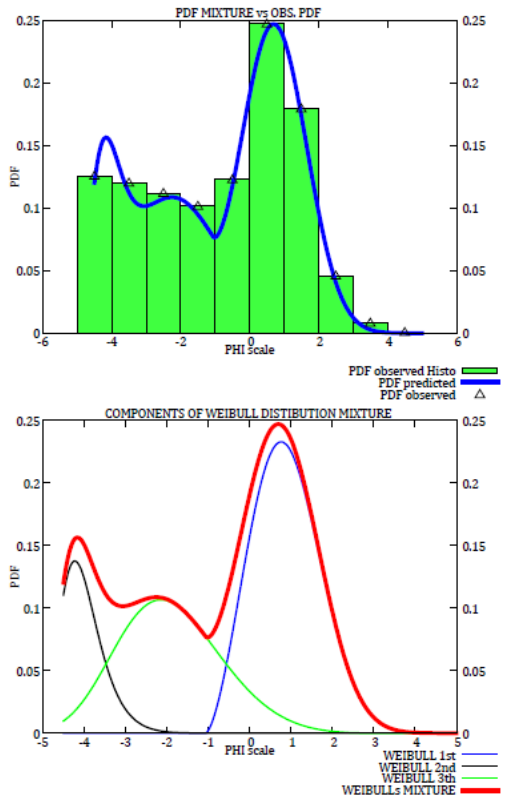 PDF MIXTURE vs OBS. PDF
0.25 0.25
0.2 0.2
0.15 0.15
PDF
0.1 0.1
0.05 0.05
0 0
-6 -4 -2 0 2 4 6
PHI scale
PDF observed Histo
PDF predicted
PDF observed
COMPONENTS OF WEIBULL DISTIBUTION MIXTURE
0.25 0.25
0.2 0.2
0.15 0.15
PDF
0.1 0.1
0.05 0.05
0 0
-5 -4 -3 -2 -1 0 1 2 3 4 5
PHI scale
WEIBULL 1st
WEIBULL 2nd
WEIBULL 3th
WEIBULLs MIXTURE